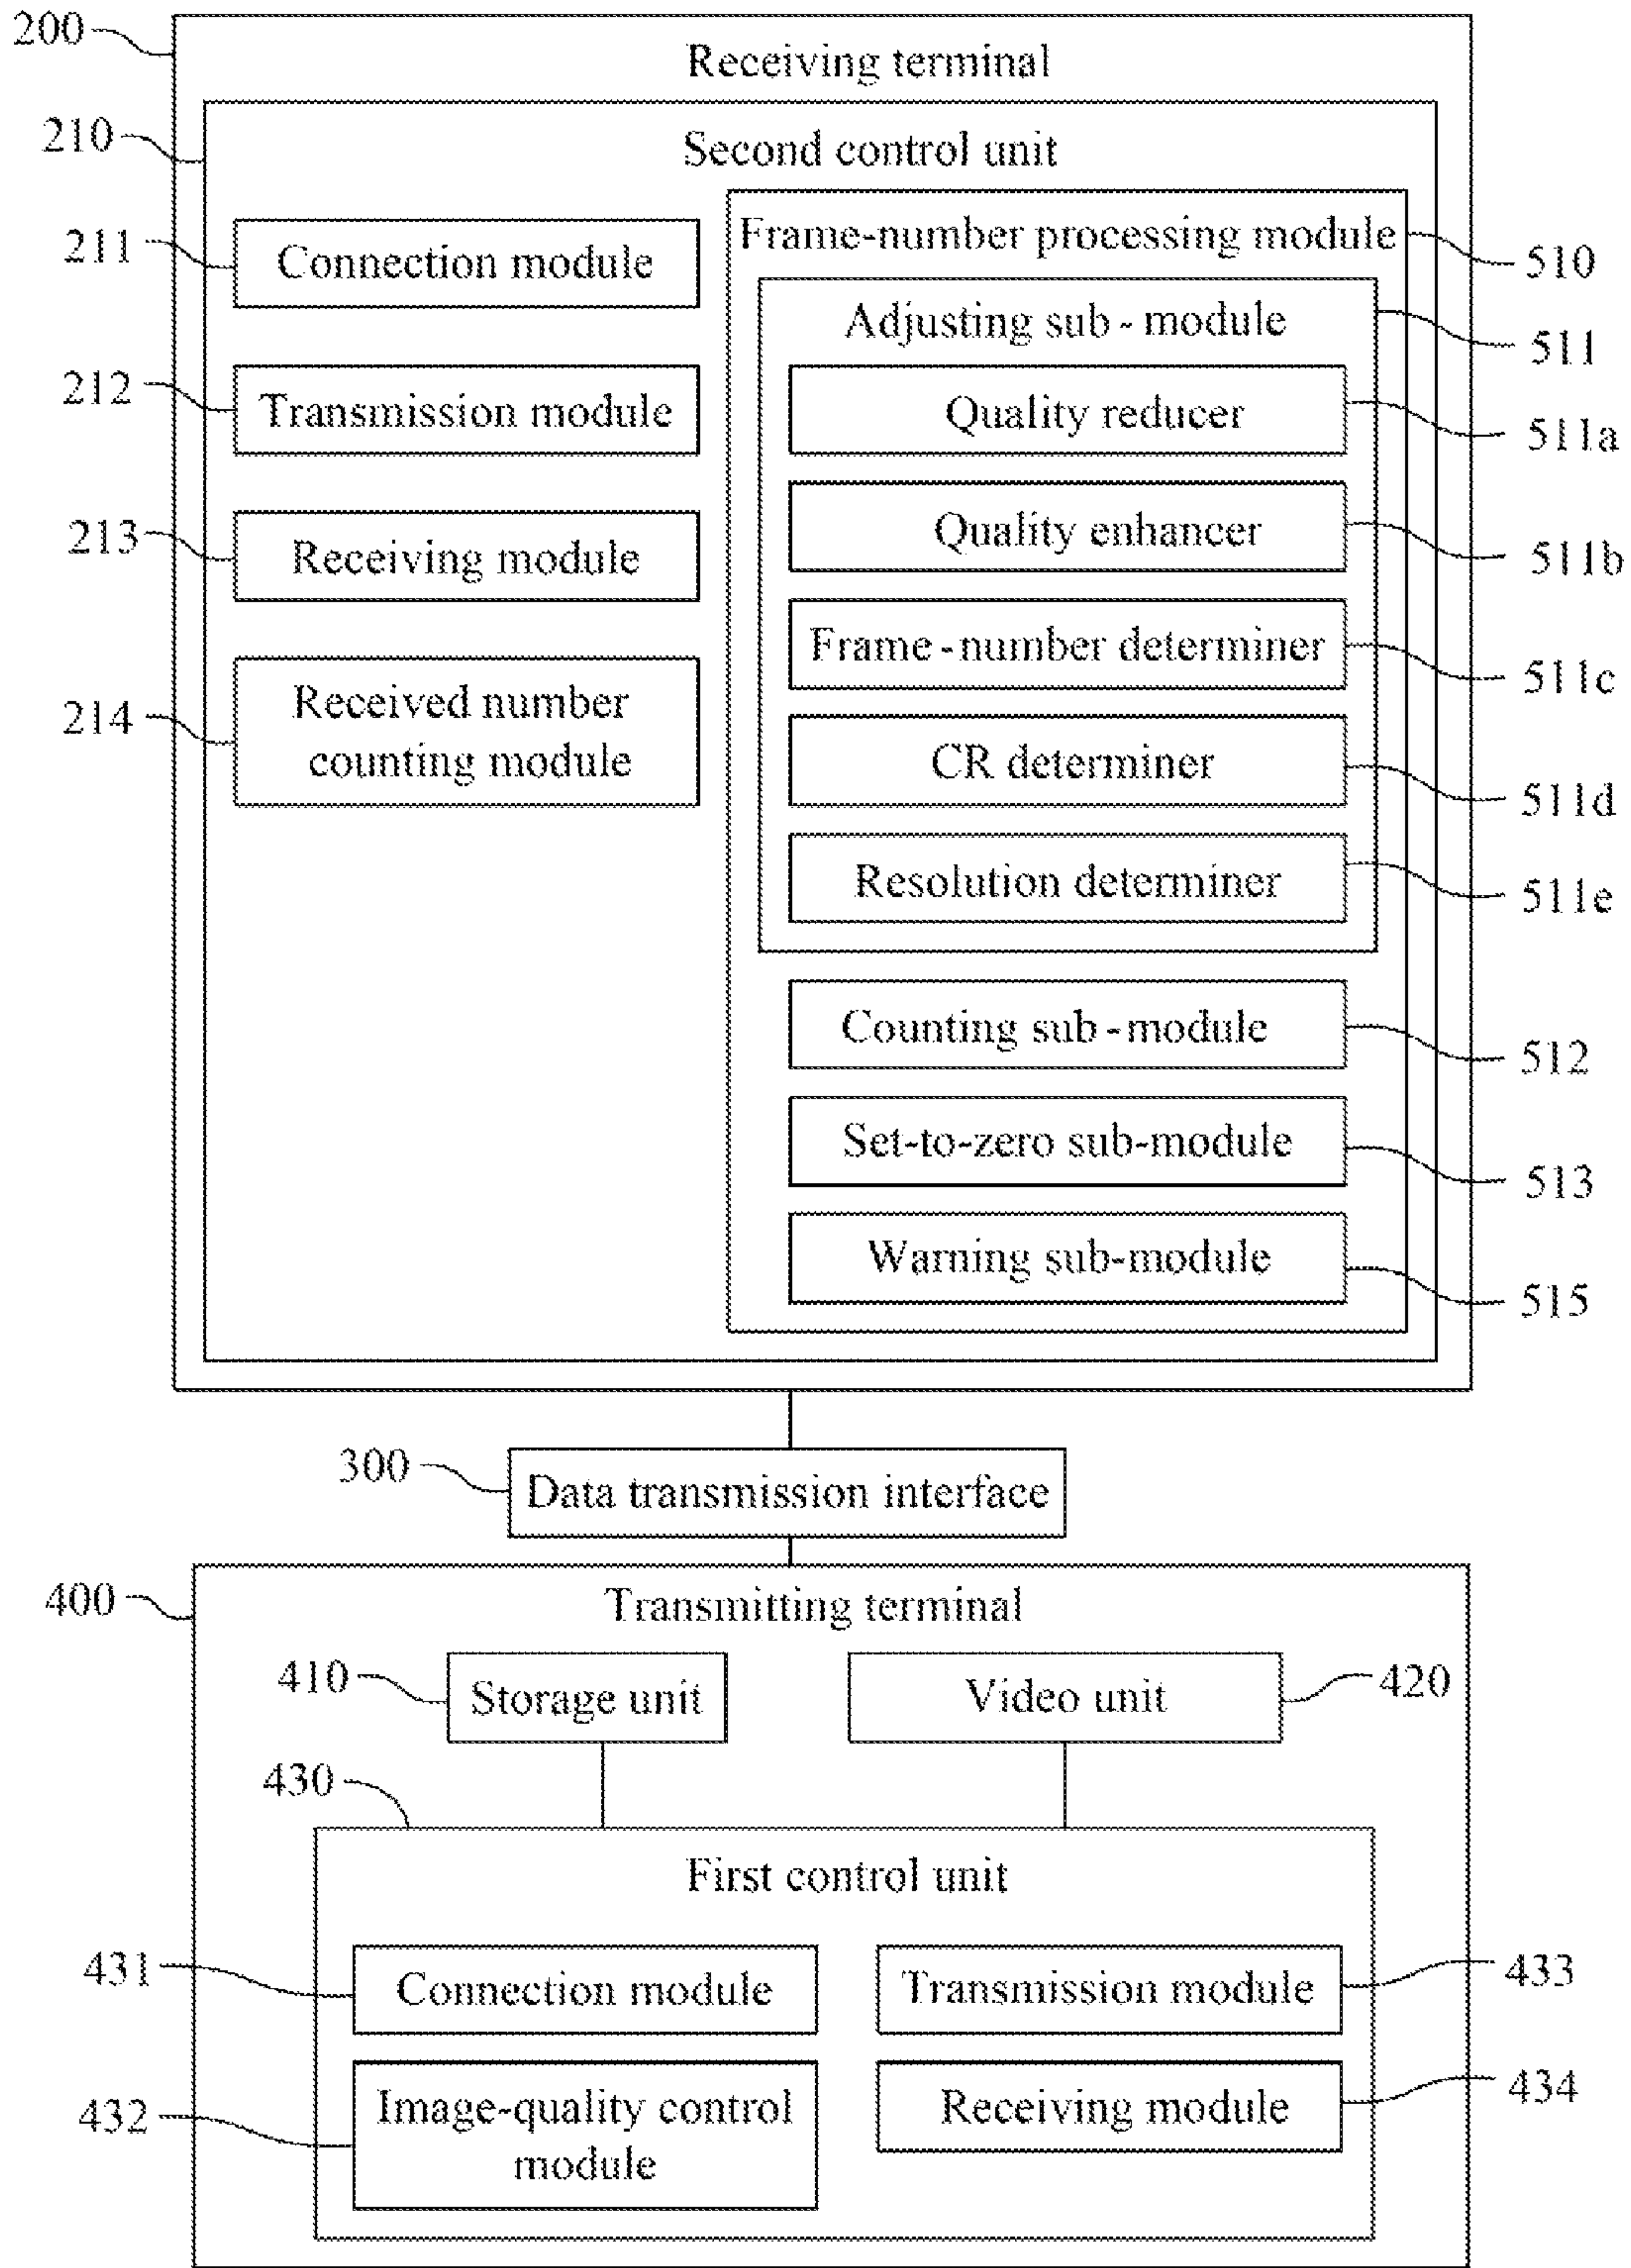 200
Receiving terminal
210
Second control unit
211
Connection module
212
Transmission module
213
Receiving module
214
Received number
counting module
Frame-number processing module
510
Adjusting sub-module
511
Quality reducer
511a
Quality enhancer
511b
Frame-number determiner
511c
CR determiner
511d
Resolution determiner
511e
Counting sub-module
512
Set-to-zero sub-module
513
Warning sub-module
515
300
Data transmission interface
400
Transmitting terminal
410
Storage unit
Video unit
420
430
First control unit
431
Connection module
Transmission module
433
432
Image-quality control
module
Receiving module
434